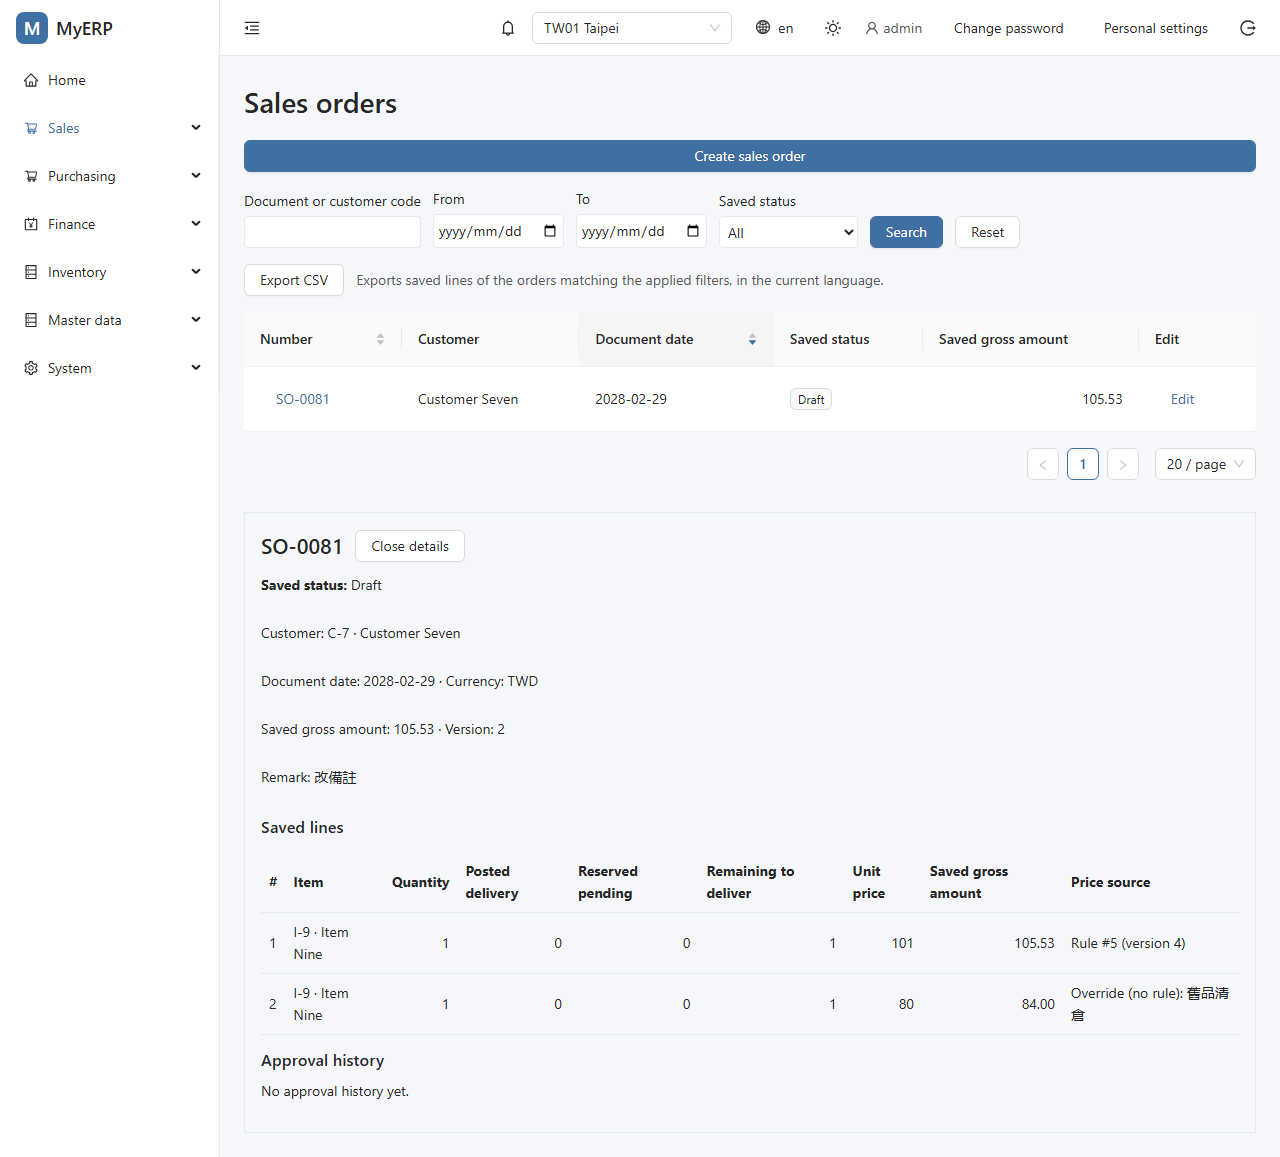 M MyERP
TW01 Taipei
en
admin
Change password
Personal settings
Home
Sales
Purchasing
Finance
Inventory
Master data
System
Sales orders
Create sales order
Document or customer code
From
To
Saved status
yyyy/mm/dd
yyyy/mm/dd
All
Search
Reset
Export CSV
Exports saved lines of the orders matching the applied filters, in the current language.
Number Customer Document date Saved status Saved gross amount Edit
SO-0081 Customer Seven 2028-02-29 Draft 105.53 Edit
< 1 > 20 / page
SO-0081 Close details
Saved status: Draft
Customer: C-7 · Customer Seven
Document date: 2028-02-29 · Currency: TWD
Saved gross amount: 105.53 · Version: 2
Remark: 改備註
Saved lines
# Item Quantity Posted delivery Reserved pending Remaining to deliver Unit price Saved gross amount Price source
1 I-9 · Item Nine 1 0 0 1 101 105.53 Rule #5 (version 4)
2 I-9 · Item Nine 1 0 0 1 80 84.00 Override (no rule): 舊品清倉
Approval history
No approval history yet.